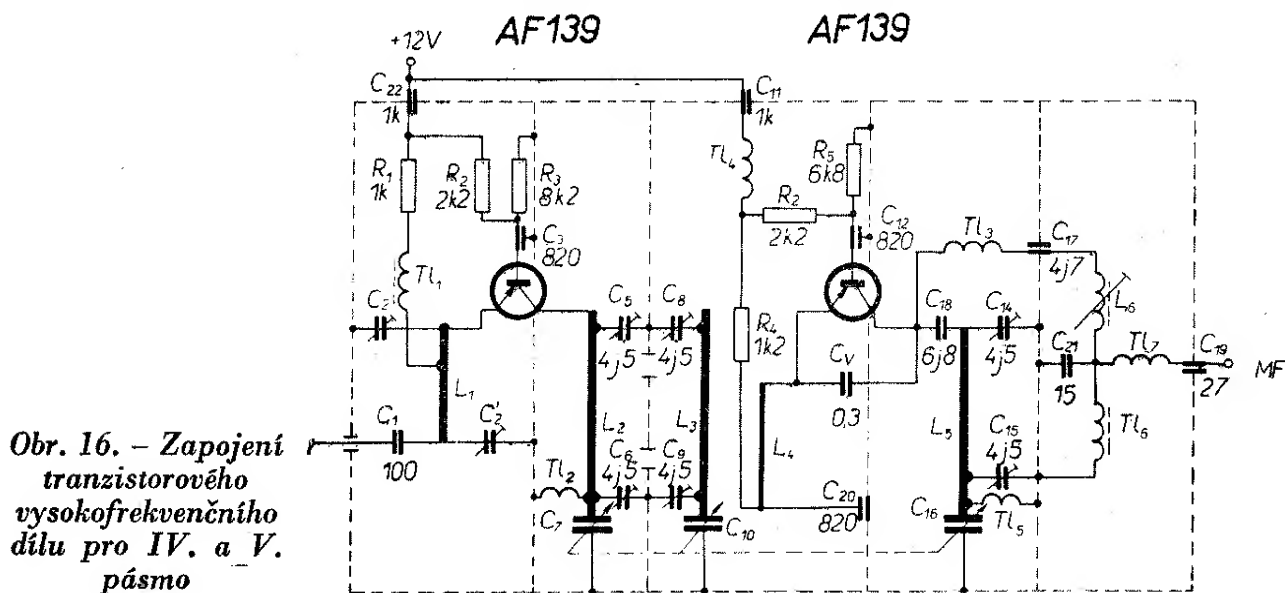 AF139
AF139
+12V
C22
1k
C11
1k
R1
1k
R2
2k2
R3
8k2
Tl4
R5
6k8
R2
2k2
C3
820
C12
820
Tl1
Tl3
C17
4j7
C2
C5
4j5
C8
4j5
R4
1k2
C18
6j8
C14
4j5
L6
C21
15
Tl7
C19
27
MF
CV
0,3
L1
C1
100
C2'
L2
L3
L4
L5
C6
4j5
C9
4j5
C15
4j5
Tl6
Tl2
C7
C10
C20
820
C16
Tl5
Obr. 16. – Zapojení
tranzistorového
vysokofrekvenčního
dílu pro IV. a V.
pásmo